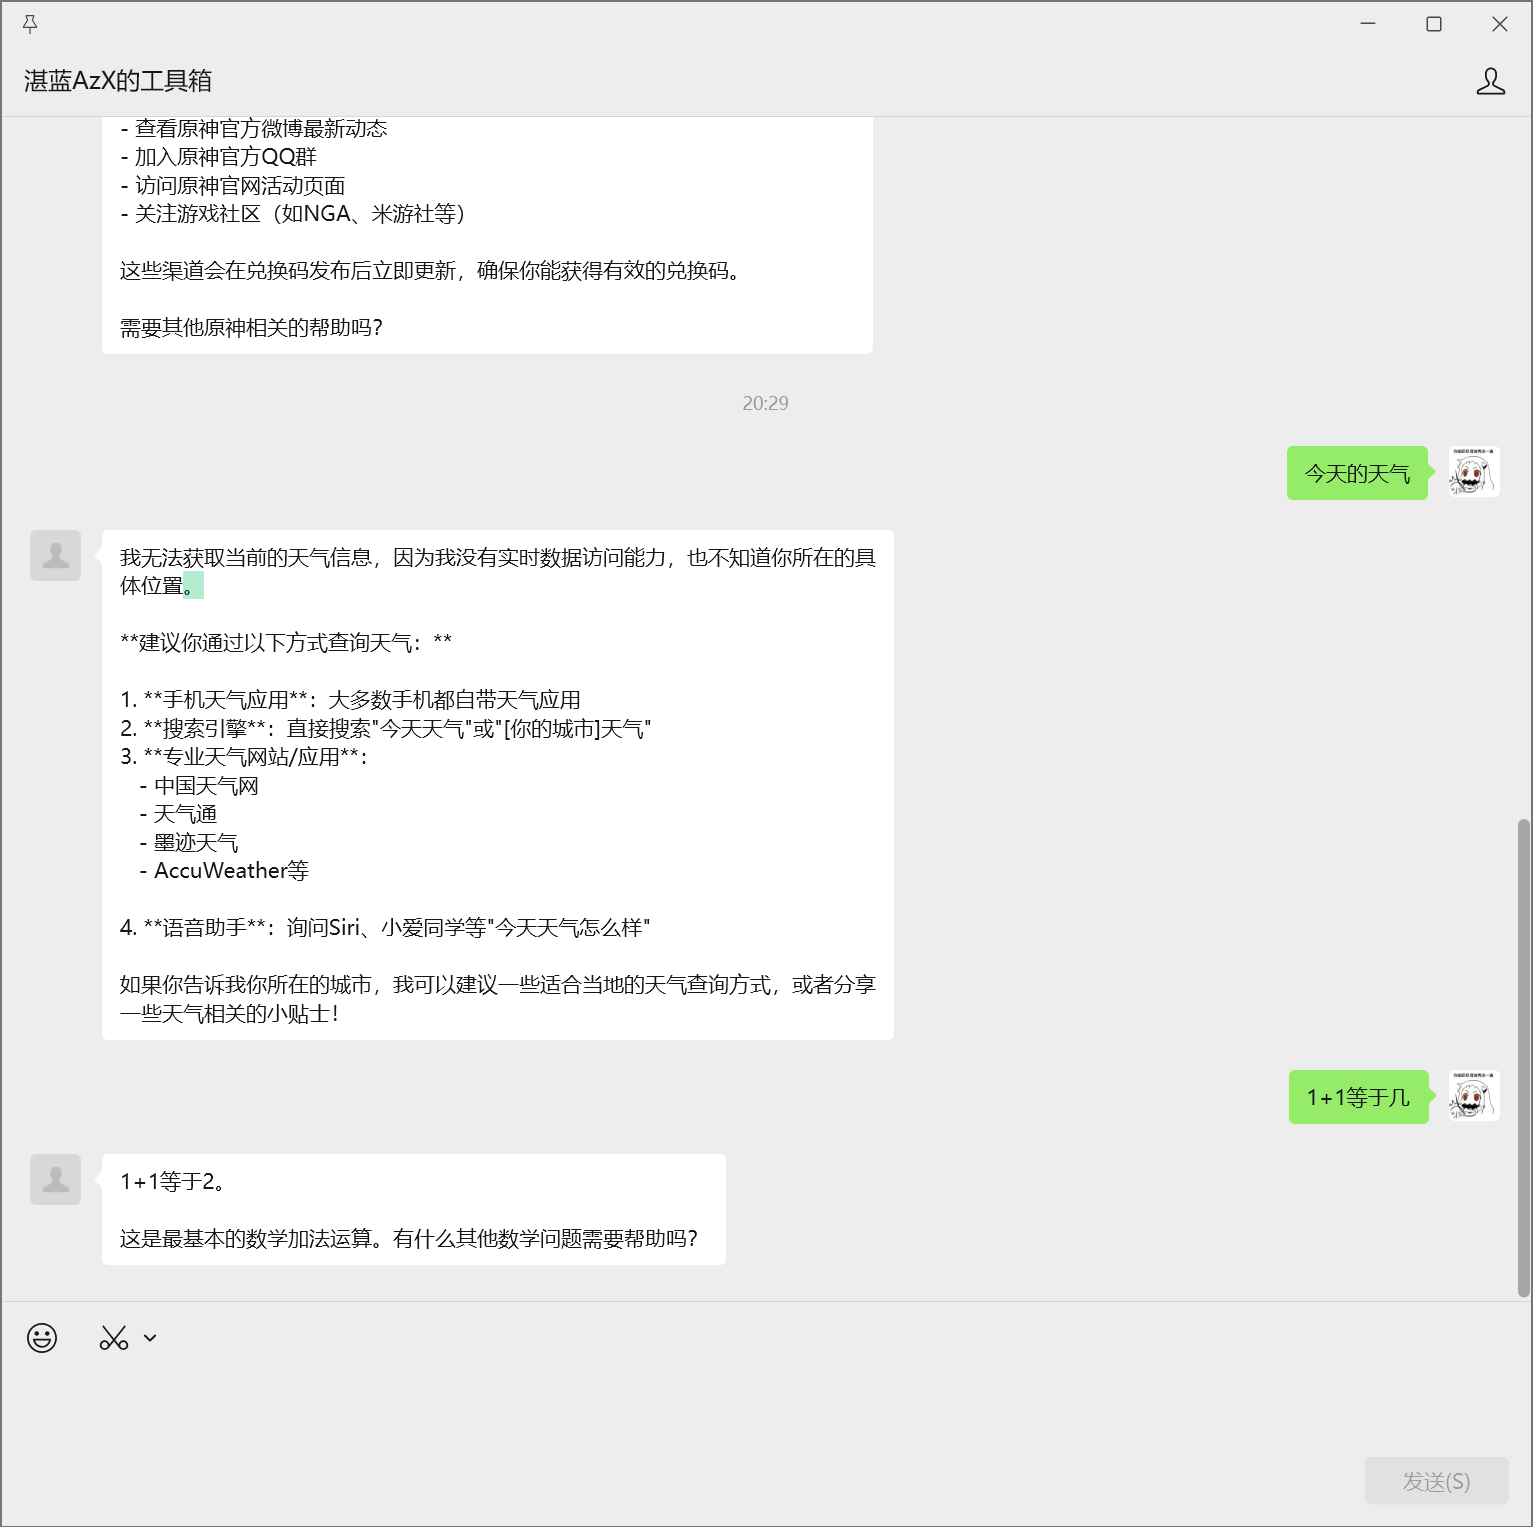 湛蓝AzX的工具箱
- 查看原神官方微博最新动态
- 加入原神官方QQ群
- 访问原神官网活动页面
- 关注游戏社区（如NGA、米游社等）
这些渠道会在兑换码发布后立即更新，确保你能获得有效的兑换码。
需要其他原神相关的帮助吗？
20:29
今天的天气
我无法获取当前的天气信息，因为我没有实时数据访问能力，也不知道你所在的具
体位置。
**建议你通过以下方式查询天气：**
1. **手机天气应用**：大多数手机都自带天气应用
2. **搜索引擎**：直接搜索"今天天气"或"[你的城市]天气"
3. **专业天气网站/应用**：
- 中国天气网
- 天气通
- 墨迹天气
- AccuWeather等
4. **语音助手**：询问Siri、小爱同学等"今天天气怎么样"
如果你告诉我你所在的城市，我可以建议一些适合当地的天气查询方式，或者分享
一些天气相关的小贴士！
1+1等于几
1+1等于2。
这是最基本的数学加法运算。有什么其他数学问题需要帮助吗？
发送(S)